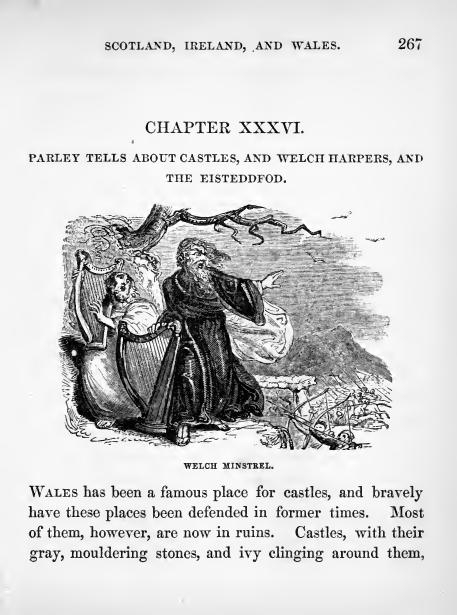 SCOTLAND, IRELAND, AND WALES. 267
CHAPTER XXXVI.
PARLEY TELLS ABOUT CASTLES, AND WELCH HARPERS, AND
THE EISTEDDFOD.
WELCH MINSTREL.
WALES has been a famous place for castles, and bravely
have these places been defended in former times. Most
of them, however, are now in ruins. Castles, with their
gray, mouldering stones, and ivy clinging around them,